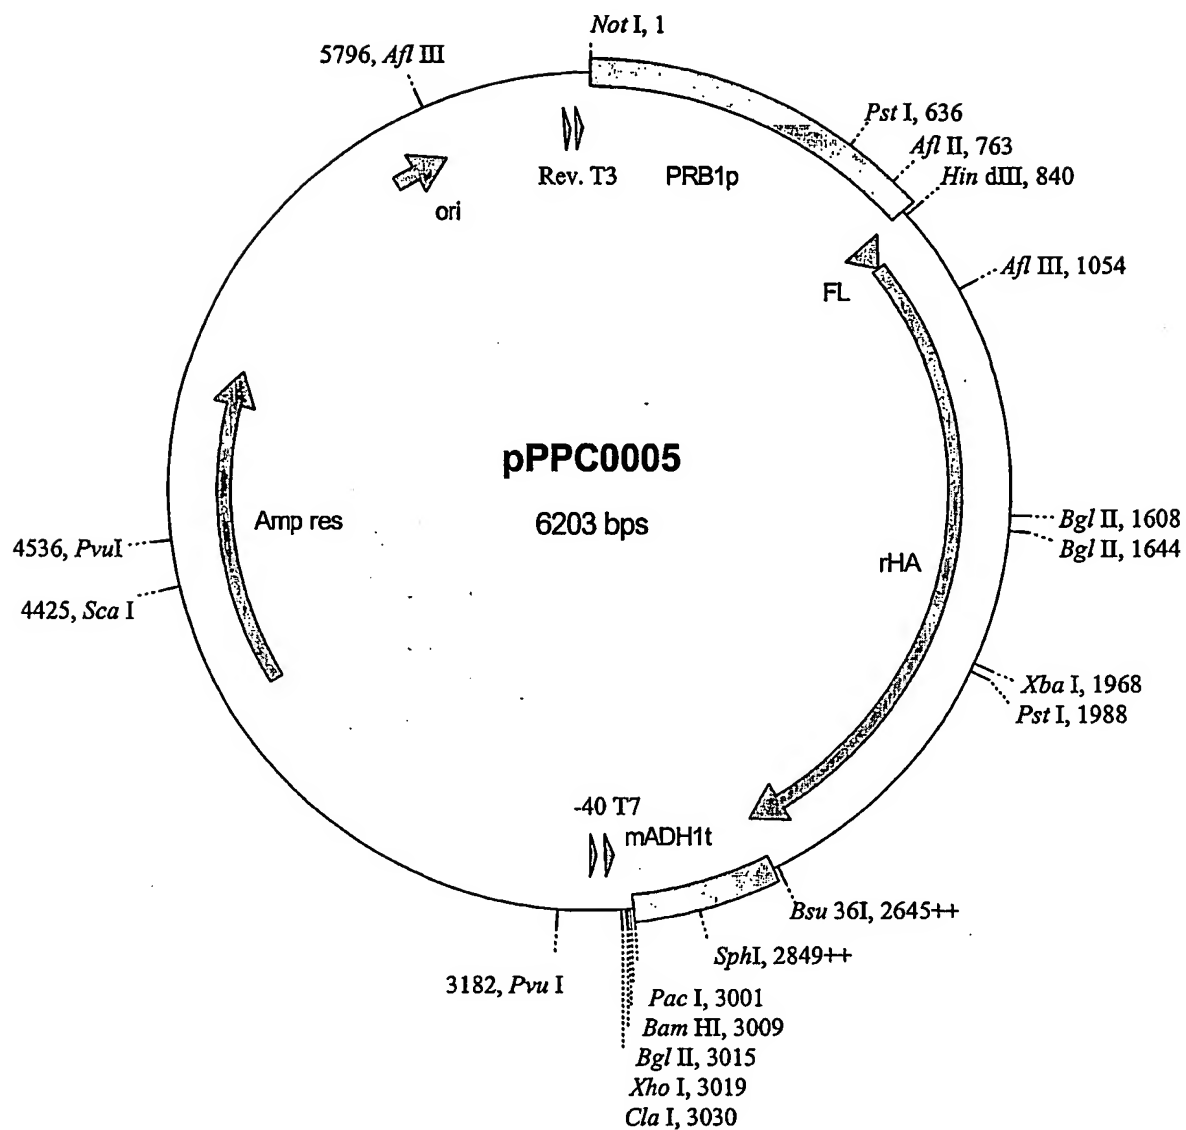 Not I, 1
5796, Afl III
Pst I, 636
Afl II, 763
Hin dIII, 840
Rev. T3
PRB1p
ori
Afl III, 1054
FL
pPPC0005
6203 bps
Amp res
Bgl II, 1608
Bgl II, 1644
4536, PvuI
rHA
4425, Sca I
Xba I, 1968
Pst I, 1988
-40 T7
mADH1t
Bsu 36I, 2645++
SphI, 2849++
3182, Pvu I
Pac I, 3001
Bam HI, 3009
Bgl II, 3015
Xho I, 3019
Cla I, 3030